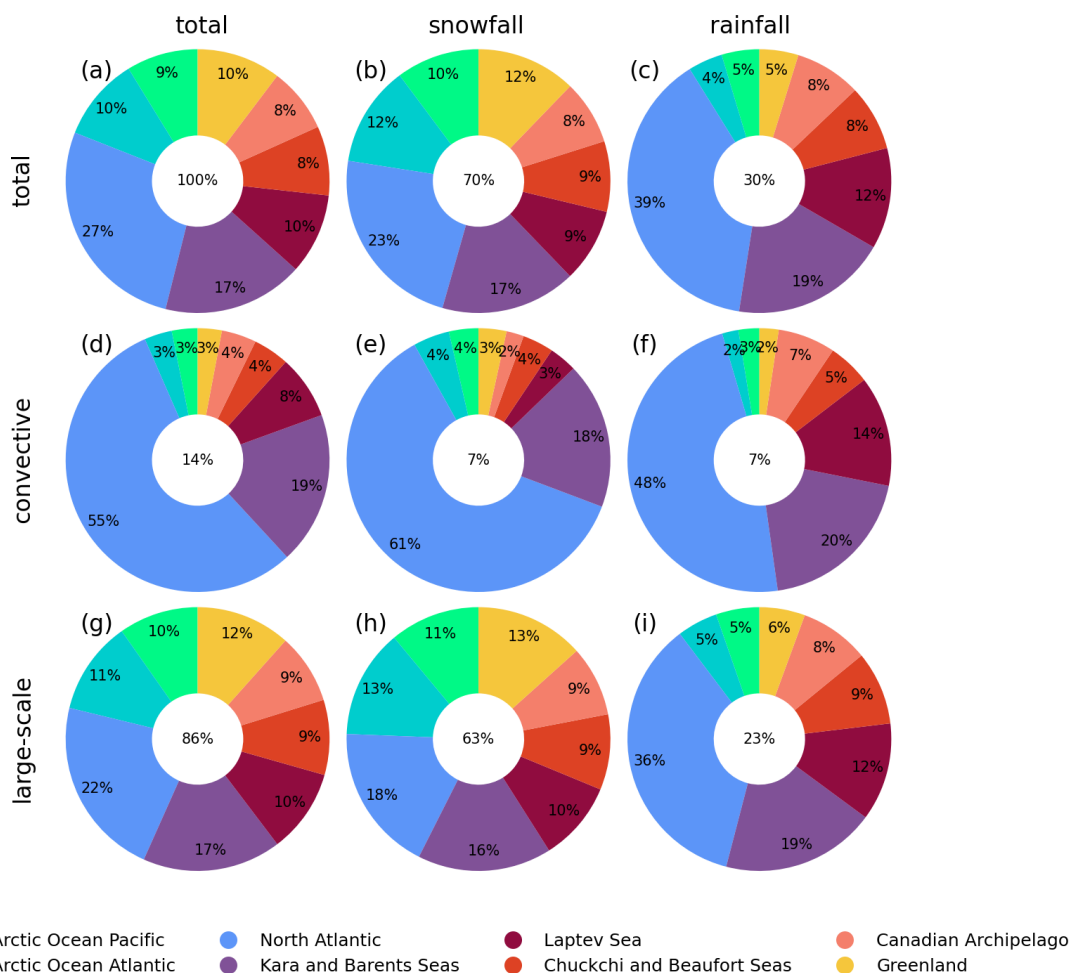 total snowfall rainfall
(a) 9% 10% 10% 8% 8% 100% 10% 27% 17%
(b) 10% 12% 12% 8% 9% 70% 9% 23% 17%
(c) 4% 5% 5% 8% 8% 30% 12% 39% 19%
total
(d) 3% 3% 3% 4% 4% 8% 14% 19% 55%
(e) 4% 4% 3% 2% 4% 3% 18% 7% 61%
(f) 2% 3% 2% 7% 5% 14% 7% 48% 20%
convective
(g) 10% 12% 11% 9% 9% 86% 10% 22% 17%
(h) 11% 13% 13% 9% 9% 63% 10% 18% 16%
(i) 5% 5% 6% 8% 9% 23% 12% 36% 19%
large-scale
Arctic Ocean Pacific North Atlantic Laptev Sea Canadian Archipelago
Arctic Ocean Atlantic Kara and Barents Seas Chuckchi and Beaufort Seas Greenland